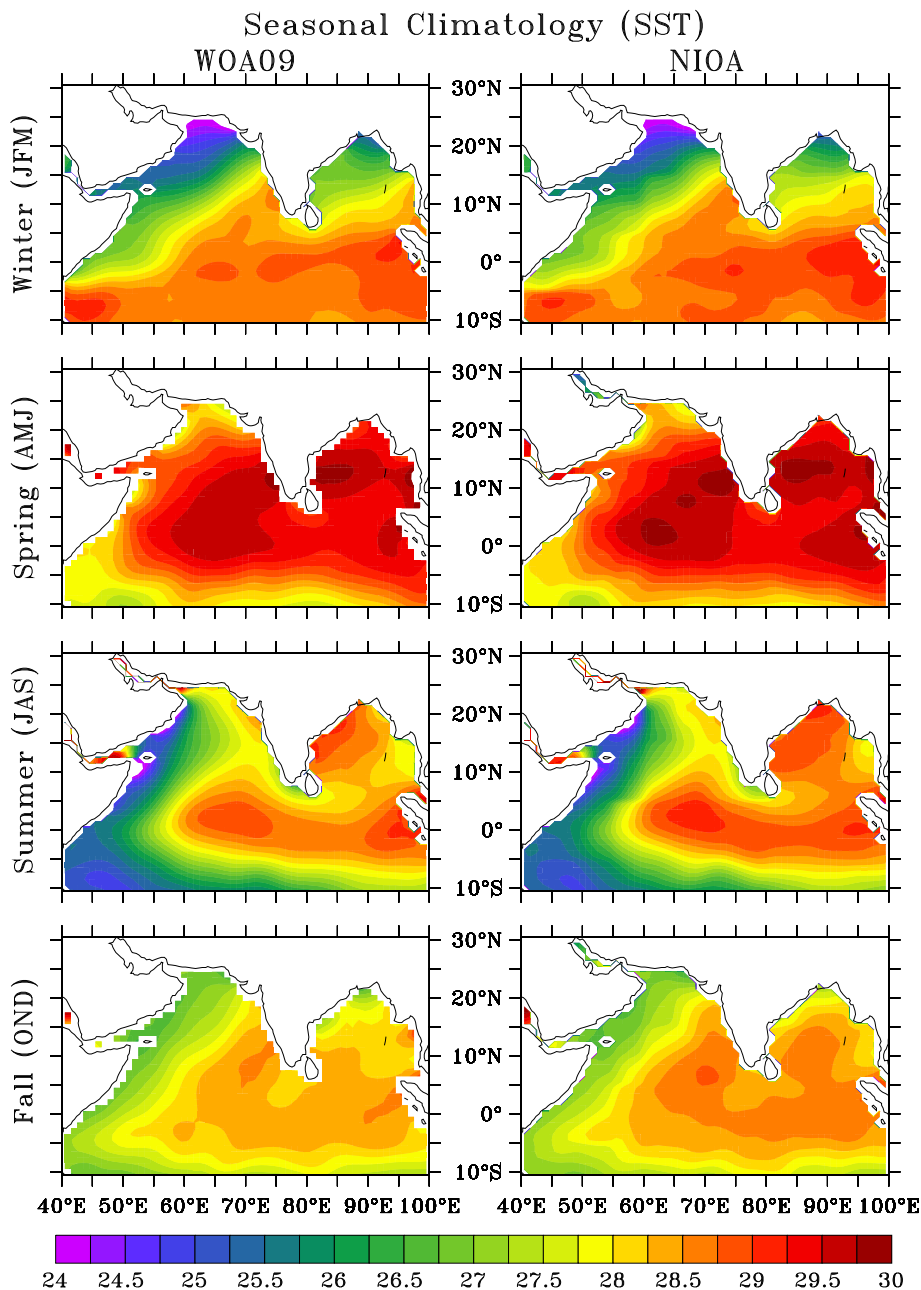 Seasonal Climatology (SST)
WOA09 NIOA
Winter (JFM)
30°N
20°N
10°N
0°
10°S
Spring (AMJ)
30°N
20°N
10°N
0°
10°S
Summer (JAS)
30°N
20°N
10°N
0°
10°S
Fall (OND)
30°N
20°N
10°N
0°
10°S
40°E 50°E 60°E 70°E 80°E 90°E 100°E 40°E 50°E 60°E 70°E 80°E 90°E 100°E
24 24.5 25 25.5 26 26.5 27 27.5 28 28.5 29 29.5 30